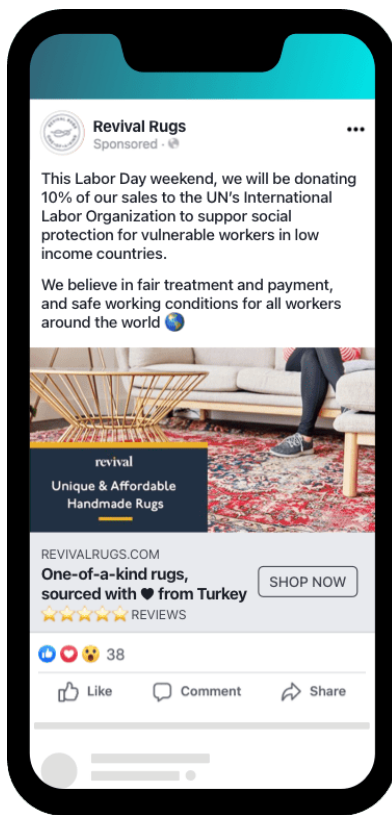 Revival Rugs
Sponsored ·
This Labor Day weekend, we will be donating
10% of our sales to the UN's International
Labor Organization to suppor social
protection for vulnerable workers in low
income countries.
We believe in fair treatment and payment,
and safe working conditions for all workers
around the world 🌎
revival
Unique & Affordable
Handmade Rugs
REVIVALRUGS.COM
One-of-a-kind rugs,
sourced with ♥ from Turkey
⭐⭐⭐⭐⭐ REVIEWS
SHOP NOW
38
Like
Comment
Share